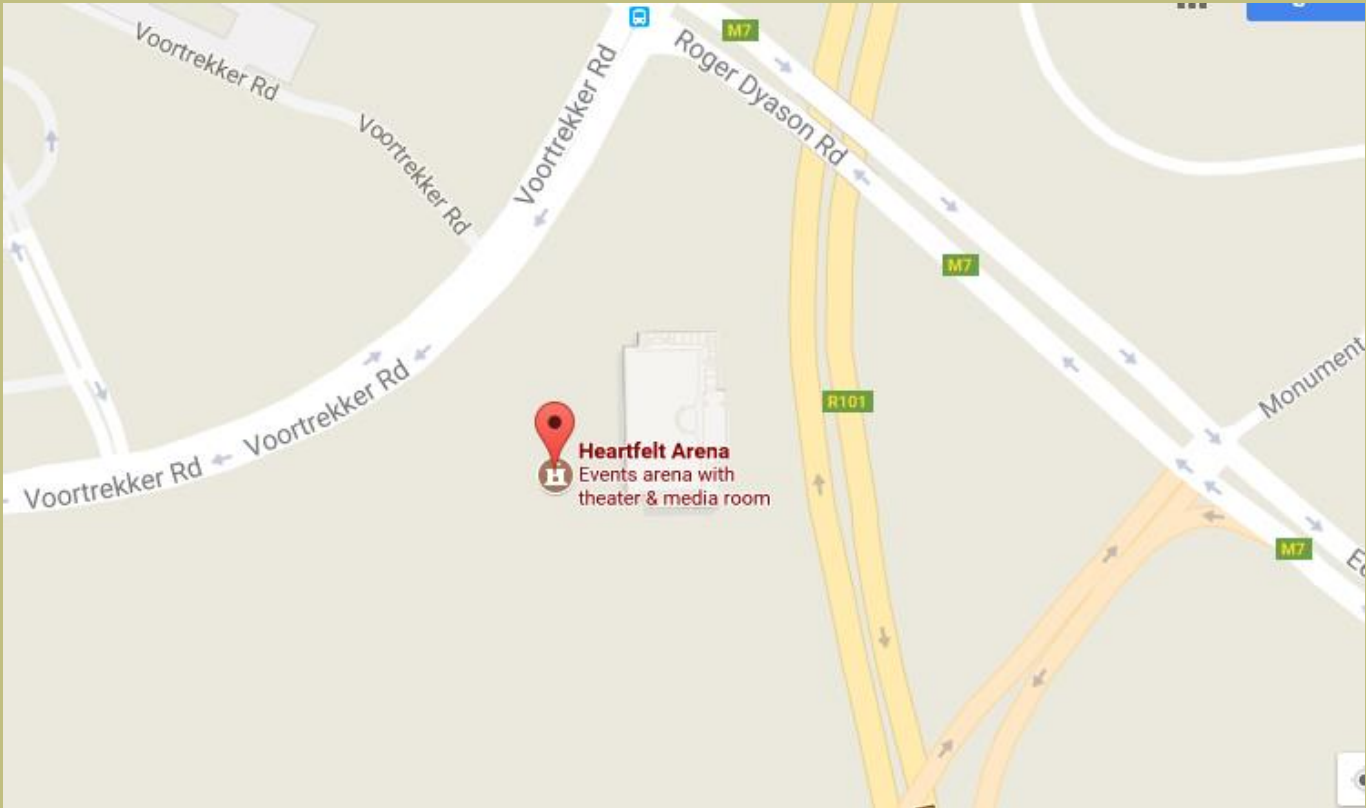 M7
Voortrekker Rd
Voortrekker Rd
Voortrekker Rd
Roger Dyason Rd
M7
Monument
R101
Voortrekker Rd
Voortrekker Rd
Heartfelt Arena
Events arena with
theater & media room
M7